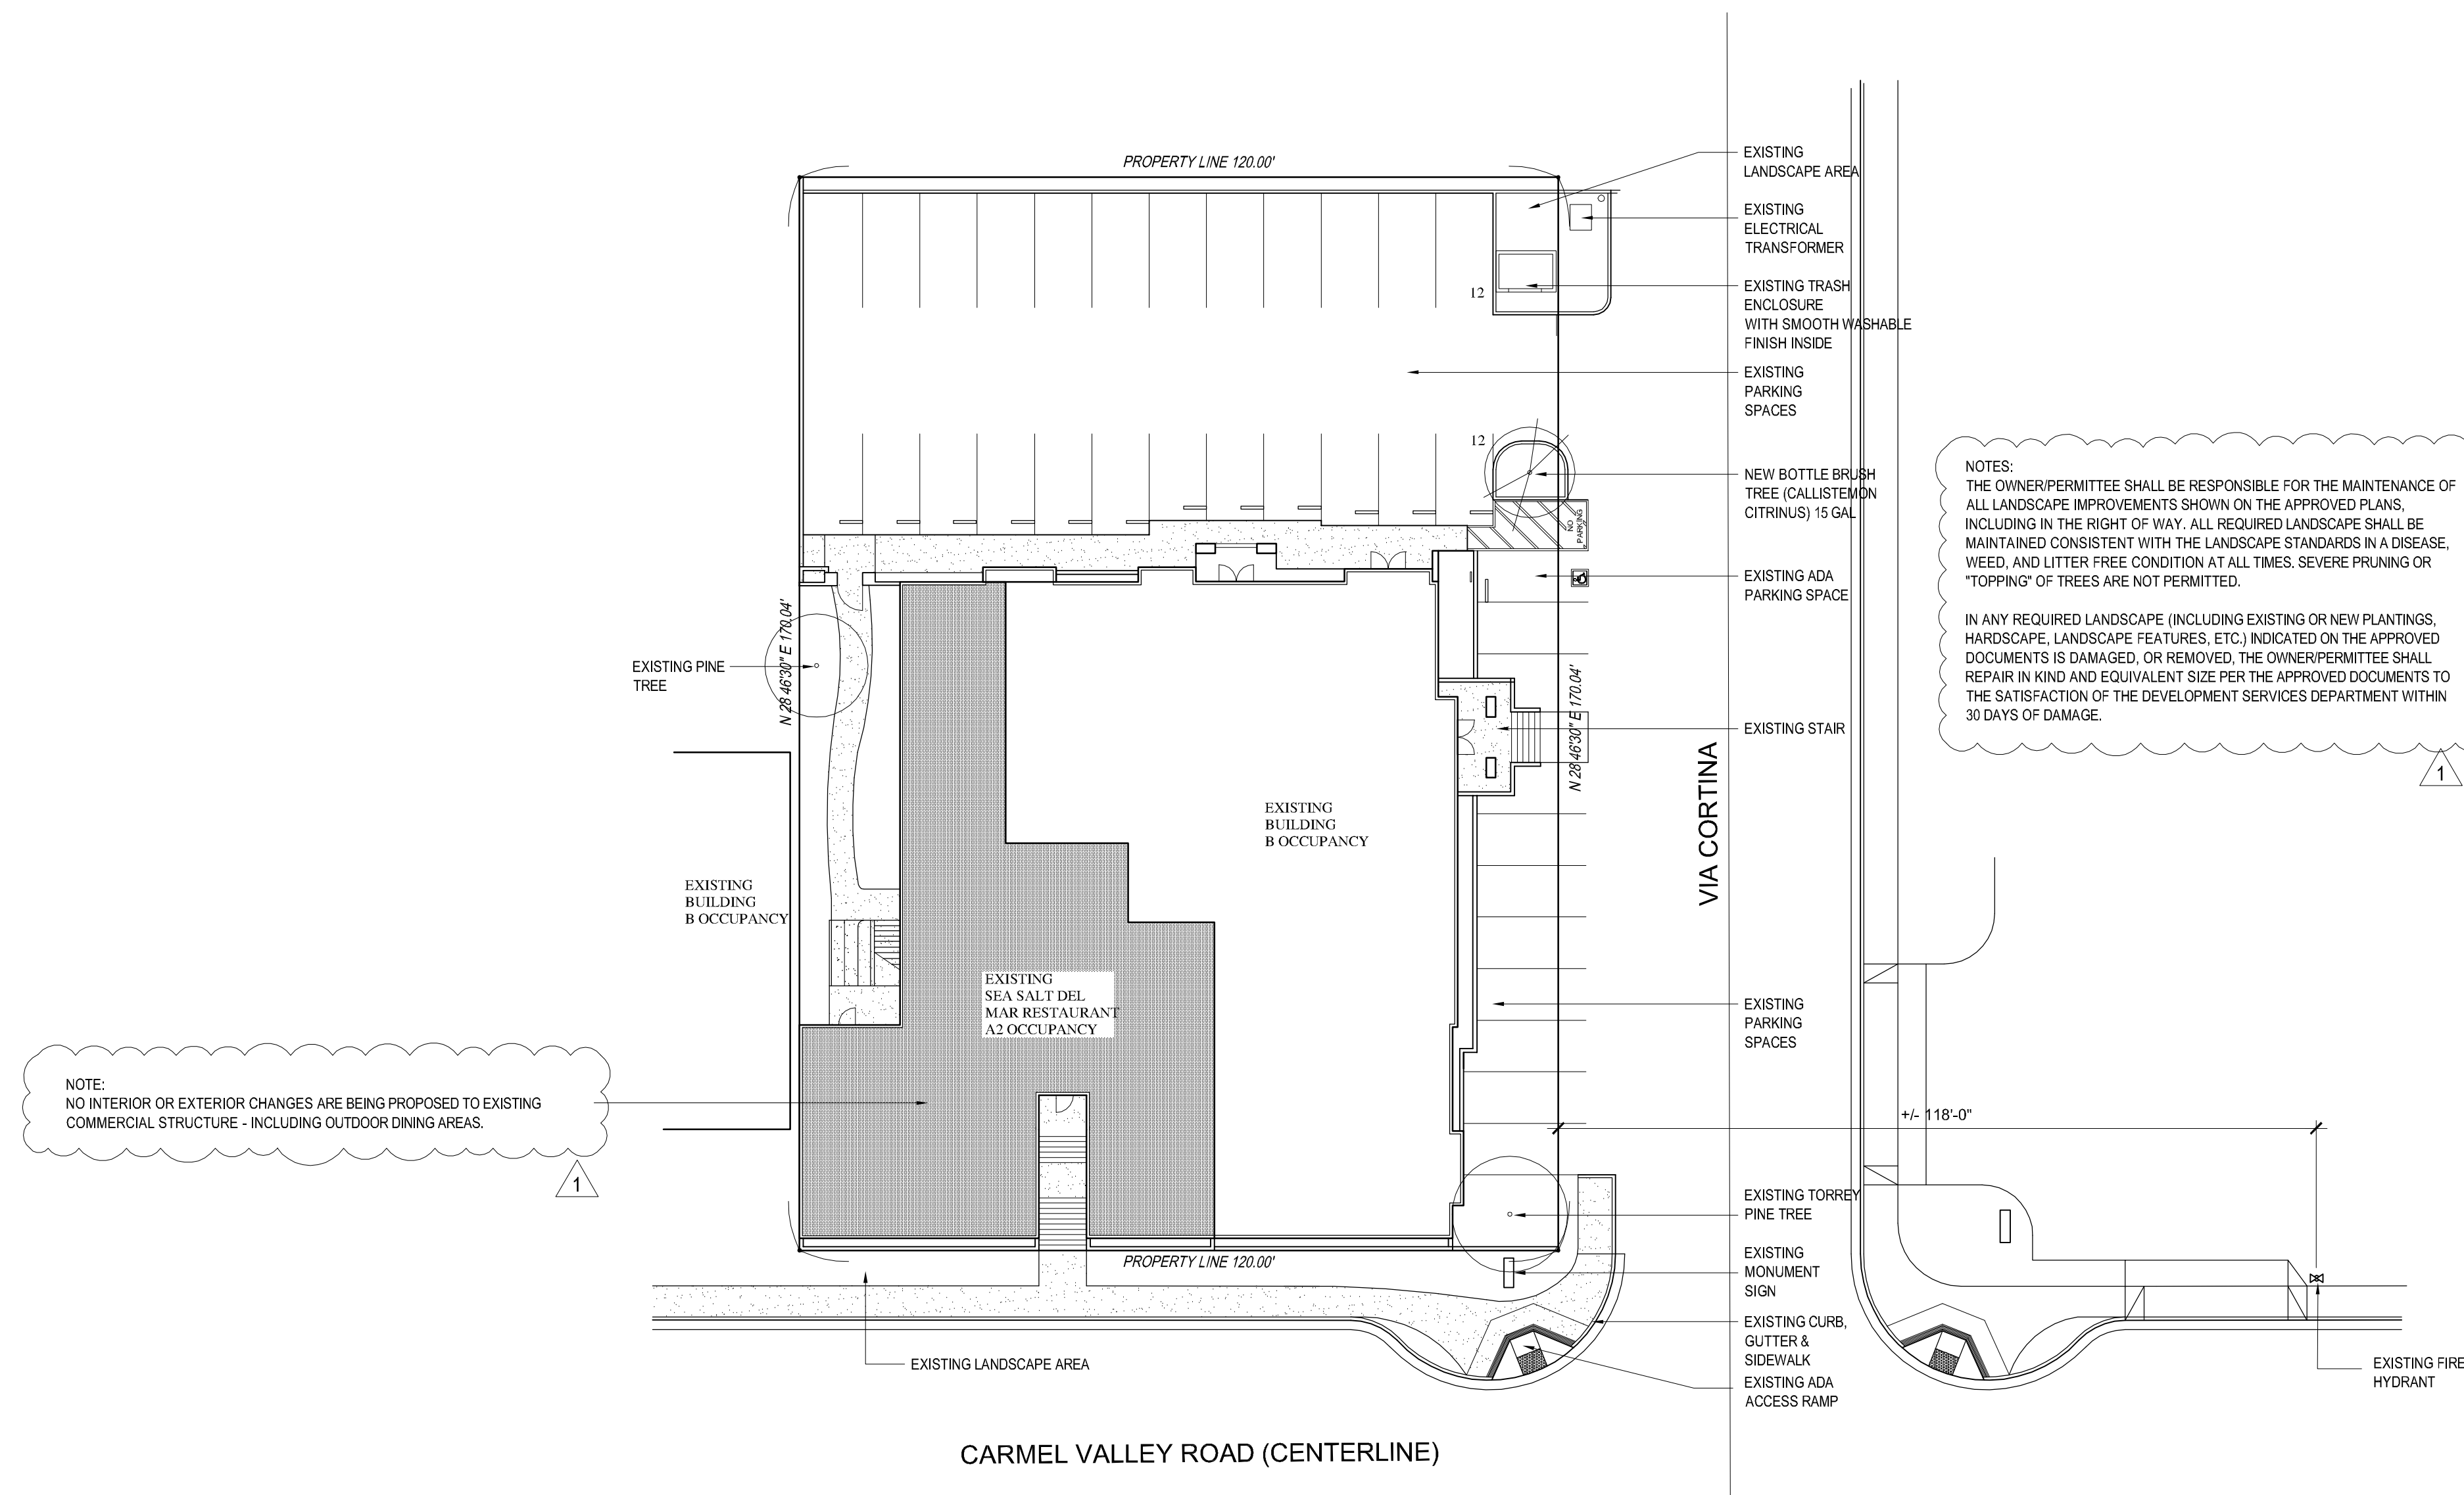 PROPERTY LINE 120.00'
EXISTING
LANDSCAPE AREA
EXISTING
ELECTRICAL
TRANSFORMER
EXISTING TRASH
ENCLOSURE
WITH SMOOTH WASHABLE
FINISH INSIDE
12
EXISTING
PARKING
SPACES
12
NEW BOTTLE BRUSH
TREE (CALLISTEMON
CITRINUS) 15 GAL
NO
PARKING
EXISTING ADA
PARKING SPACE
NOTES:
THE OWNER/PERMITTEE SHALL BE RESPONSIBLE FOR THE MAINTENANCE OF
ALL LANDSCAPE IMPROVEMENTS SHOWN ON THE APPROVED PLANS,
INCLUDING IN THE RIGHT OF WAY. ALL REQUIRED LANDSCAPE SHALL BE
MAINTAINED CONSISTENT WITH THE LANDSCAPE STANDARDS IN A DISEASE,
WEED, AND LITTER FREE CONDITION AT ALL TIMES. SEVERE PRUNING OR
"TOPPING" OF TREES ARE NOT PERMITTED.
IN ANY REQUIRED LANDSCAPE (INCLUDING EXISTING OR NEW PLANTINGS,
HARDSCAPE, LANDSCAPE FEATURES, ETC.) INDICATED ON THE APPROVED
DOCUMENTS IS DAMAGED, OR REMOVED, THE OWNER/PERMITTEE SHALL
REPAIR IN KIND AND EQUIVALENT SIZE PER THE APPROVED DOCUMENTS TO
THE SATISFACTION OF THE DEVELOPMENT SERVICES DEPARTMENT WITHIN
30 DAYS OF DAMAGE.
1
N 28 46'30" E 170.04'
EXISTING PINE
TREE
N 28 46'30" E 170.04'
EXISTING STAIR
VIA CORTINA
EXISTING
BUILDING
B OCCUPANCY
EXISTING
BUILDING
B OCCUPANCY
EXISTING
SEA SALT DEL
MAR RESTAURANT
A2 OCCUPANCY
EXISTING
PARKING
SPACES
NOTE:
NO INTERIOR OR EXTERIOR CHANGES ARE BEING PROPOSED TO EXISTING
COMMERCIAL STRUCTURE - INCLUDING OUTDOOR DINING AREAS.
1
+/- 118'-0"
EXISTING TORREY
PINE TREE
PROPERTY LINE 120.00'
EXISTING
MONUMENT
SIGN
EXISTING CURB,
GUTTER &
SIDEWALK
EXISTING ADA
ACCESS RAMP
EXISTING LANDSCAPE AREA
EXISTING FIRE
HYDRANT
CARMEL VALLEY ROAD (CENTERLINE)